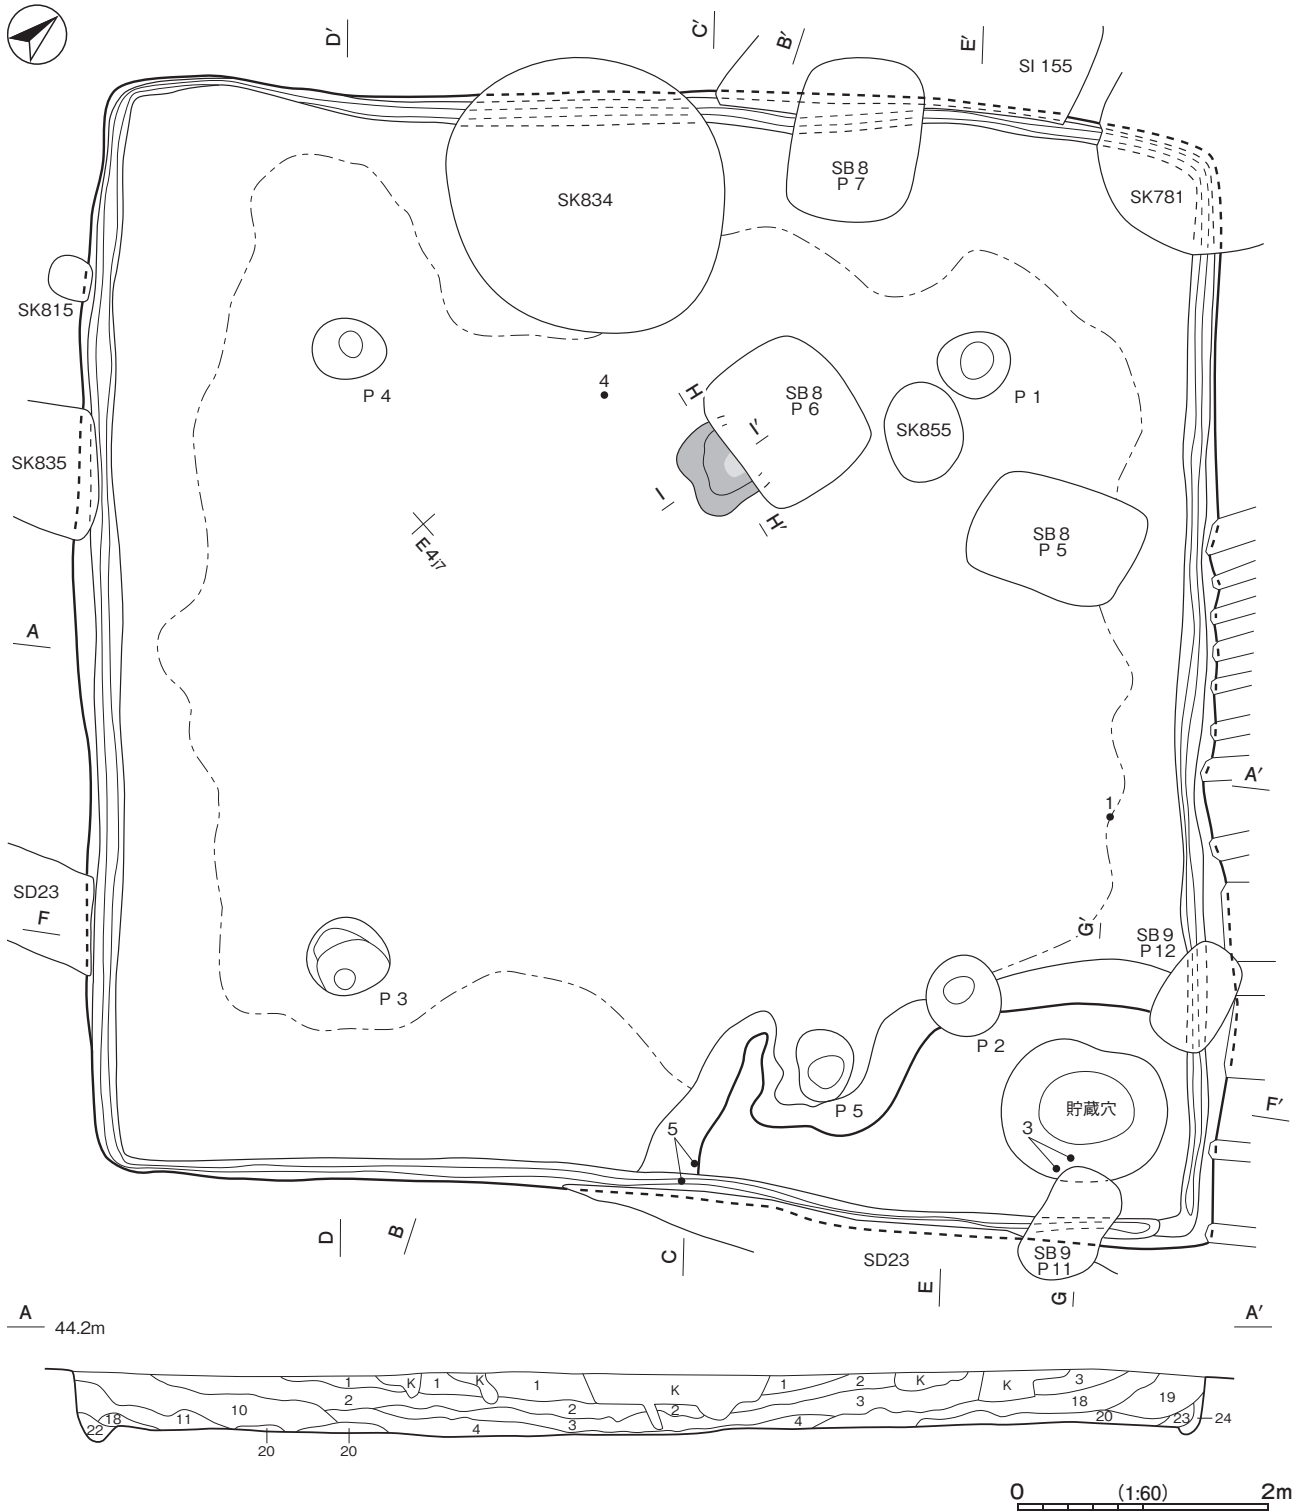 D′
C′
B′
E′
SI 155
SK834
SB 8
P 7
SK781
SK815
P 4
4
H
SB 8
P 6
I′
P 1
SK855
SK835
I
H′
SB 8
P 5
E4j7
A
A′
1
SD23
F
G′
SB 9
P 12
P 3
P 2
P 5
貯蔵穴
F′
5
3
D
B
C
SD23
E
SB 9
P 11
G
A
44.2m
A′
1
K
1
K
1
K
1
2
K
K
3
2
10
2
2
3
18
19
22
18
11
4
3
4
20
23
24
20
20
0
(1:60)
2m